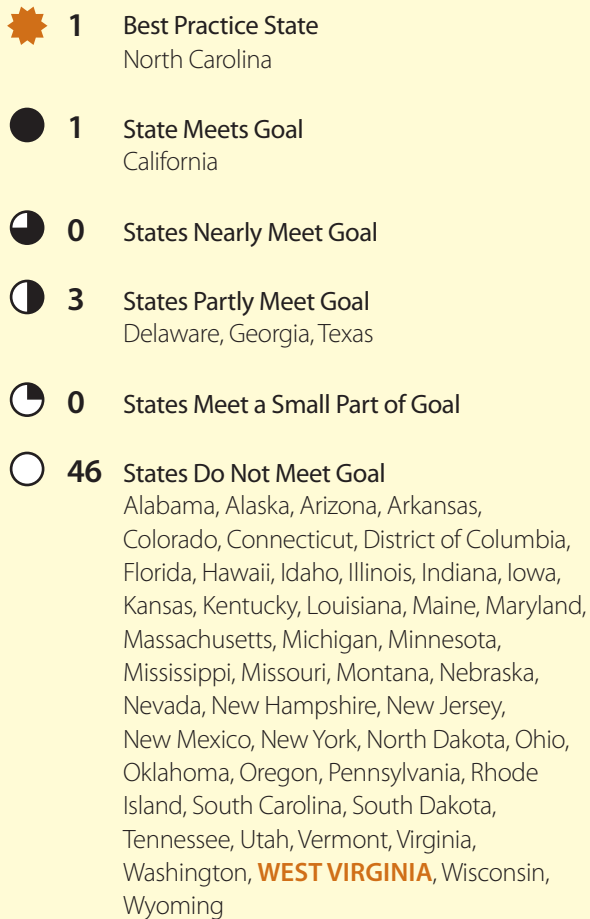 1 Best Practice State
North Carolina
1 State Meets Goal
California
0 States Nearly Meet Goal
3 States Partly Meet Goal
Delaware, Georgia, Texas
0 States Meet a Small Part of Goal
46 States Do Not Meet Goal
Alabama, Alaska, Arizona, Arkansas,
Colorado, Connecticut, District of Columbia,
Florida, Hawaii, Idaho, Illinois, Indiana, Iowa,
Kansas, Kentucky, Louisiana, Maine, Maryland,
Massachusetts, Michigan, Minnesota,
Mississippi, Missouri, Montana, Nebraska,
Nevada, New Hampshire, New Jersey,
New Mexico, New York, North Dakota, Ohio,
Oklahoma, Oregon, Pennsylvania, Rhode
Island, South Carolina, South Dakota,
Tennessee, Utah, Vermont, Virginia,
Washington, WEST VIRGINIA, Wisconsin,
Wyoming